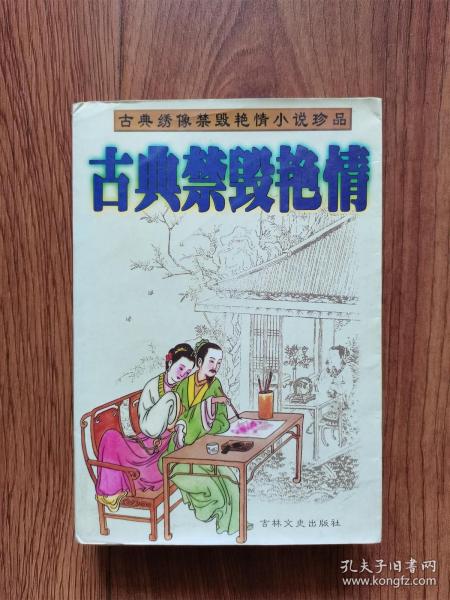 古典绣像禁毁艳情小说珍品
古典禁毁艳情
吉林文史出版社
孔夫子旧书网
www.kongfz.com